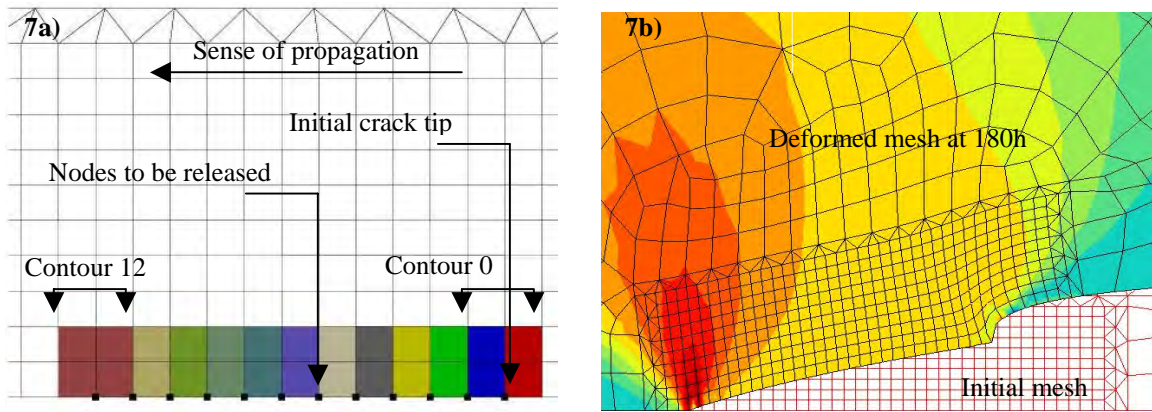 7a)
Sense of propagation
Initial crack tip
Nodes to be released
Contour 12
Contour 0
7b)
Deformed mesh at 180h
Initial mesh